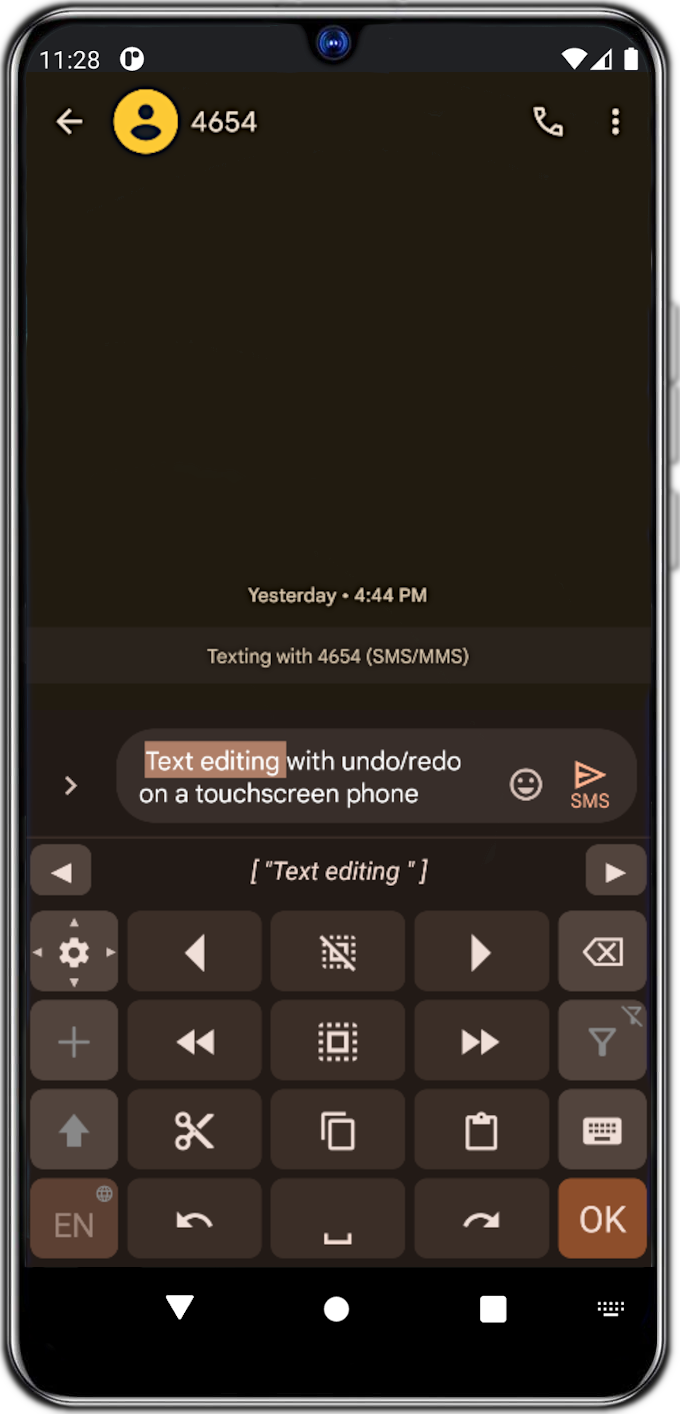 11:28
4654
Yesterday • 4:44 PM
Texting with 4654 (SMS/MMS)
Text editing with undo/redo
on a touchscreen phone
SMS
[ "Text editing " ]
EN
OK